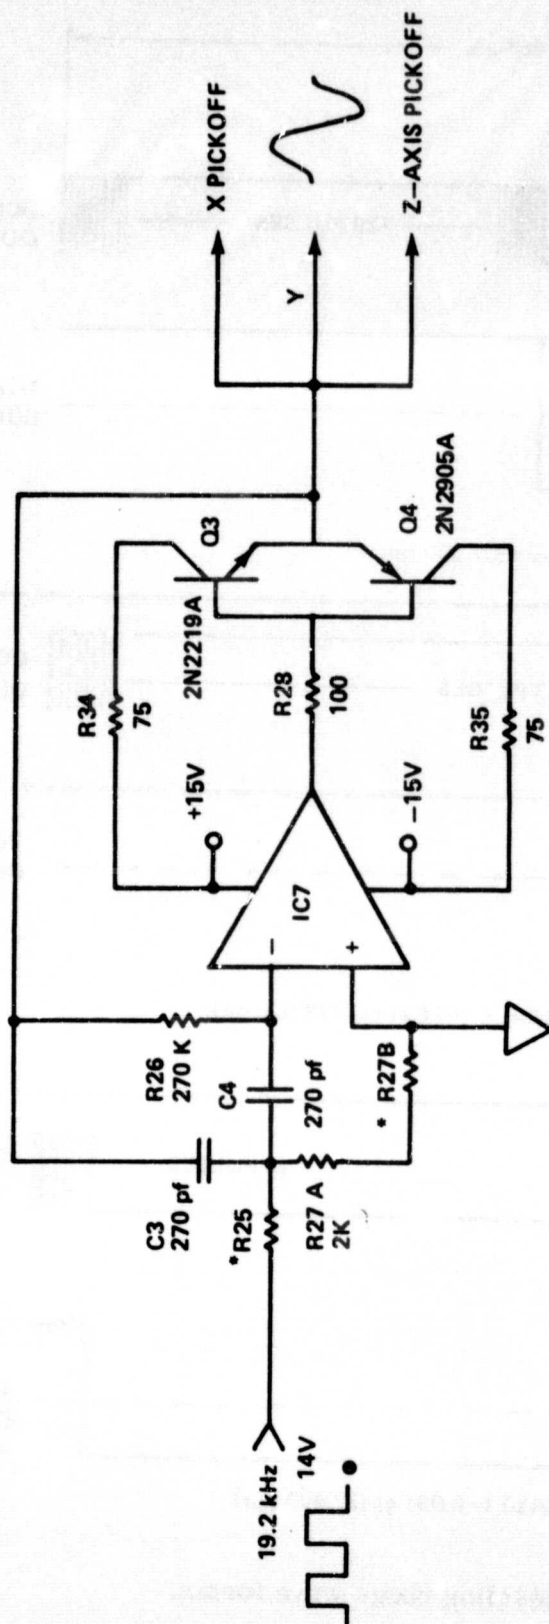 19.2 kHz
14V
*R25
C3
270 pf
R26
270 K
C4
270 pf
R27 A
2K
* R27B
−
+
IC7
+15V
−15V
R34
75
R28
100
R35
75
2N2219A
Q3
Q4
2N2905A
X PICKOFF
Y
Z–AXIS PICKOFF